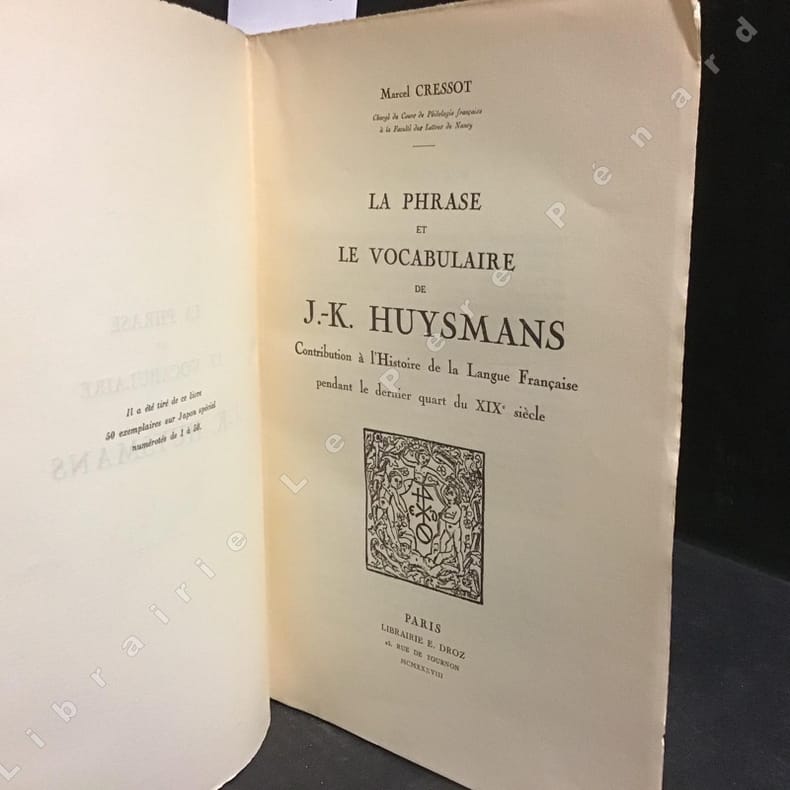 Il a été tiré de ce livre
50 exemplaires sur Japon spécial
numérotés de 1 à 50.
Marcel CRESSOT
Chargé du Cours de Philologie française
à la Faculté des Lettres de Nancy
LA PHRASE
ET
LE VOCABULAIRE
DE
J.-K. HUYSMANS
Contribution à l'Histoire de la Langue Française
pendant le dernier quart du XIXe siècle
PARIS
LIBRAIRIE E. DROZ
25, RUE DE TOURNON
MCMXXXVIII
Librairie Le Père Pénard